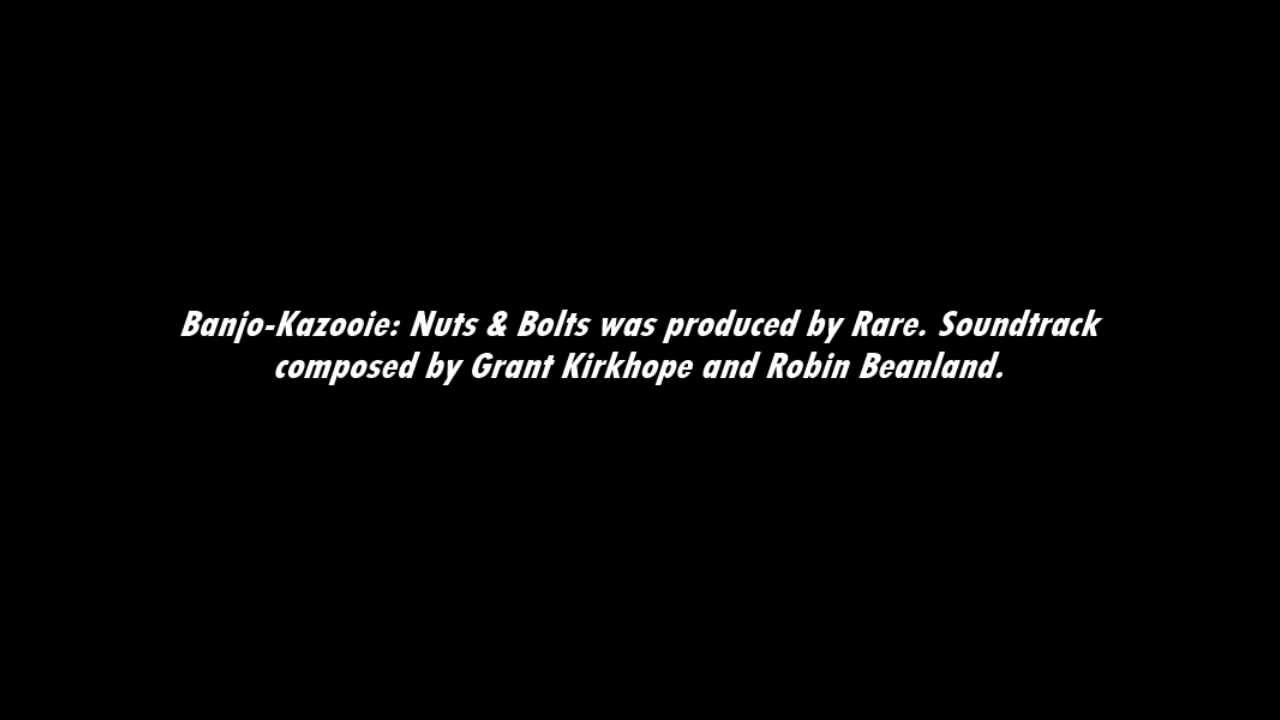 Banjo-Kazooie: Nuts & Bolts was produced by Rare. Soundtrack
composed by Grant Kirkhope and Robin Beanland.